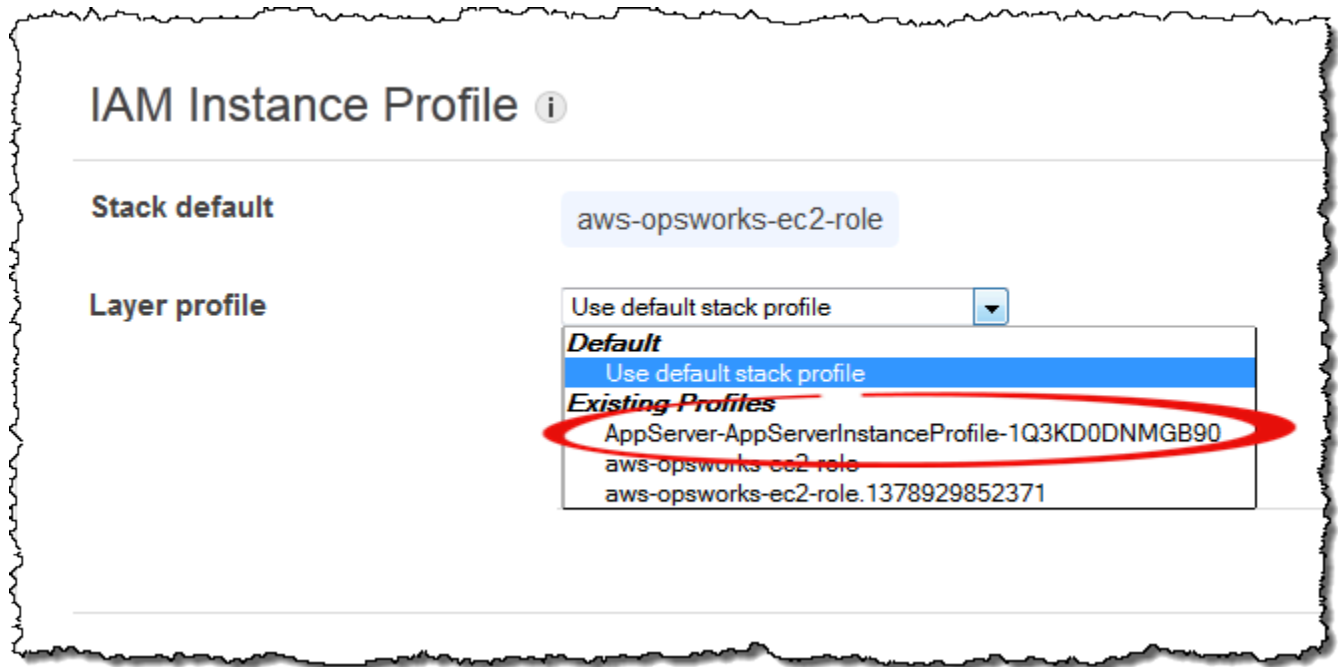 IAM Instance Profile i
Stack default
aws-opsworks-ec2-role
Layer profile
Use default stack profile
Default
Use default stack profile
Existing Profiles
AppServer-AppServerInstanceProfile-1Q3KD0DNMGB90
aws-opsworks-ec2-role
aws-opsworks-ec2-role.1378929852371